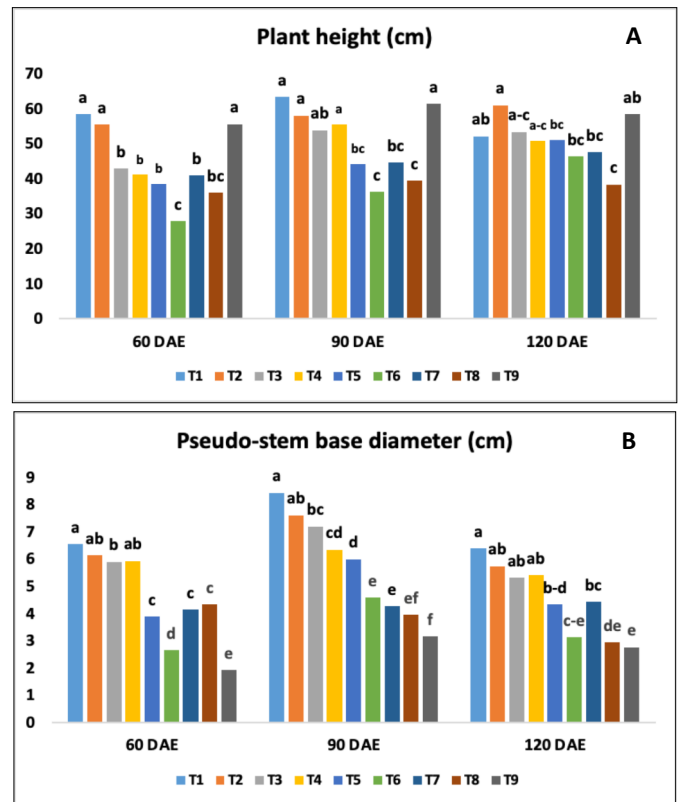 Plant height (cm)
A
70
60
50
40
30
20
10
0
a a b b b c b bc a
a a ab a bc c bc c a
ab a a-c a-c bc bc bc c ab
60 DAE 90 DAE 120 DAE
T1 T2 T3 T4 T5 T6 T7 T8 T9
Pseudo-stem base diameter (cm)
B
9
8
7
6
5
4
3
2
1
0
a ab b ab c d c c e
a ab bc cd d e e ef f
a ab ab ab b-d c-e bc de e
60 DAE 90 DAE 120 DAE
T1 T2 T3 T4 T5 T6 T7 T8 T9